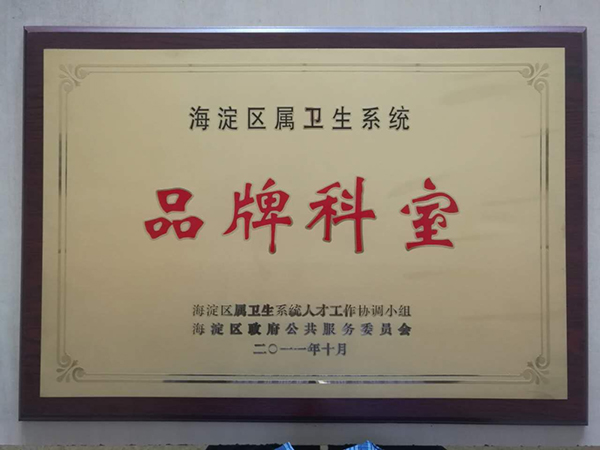 海淀区属卫生系统
品牌科室
海淀区属卫生系统人才工作协调小组
海淀区政府公共服务委员会
二〇一一年十月